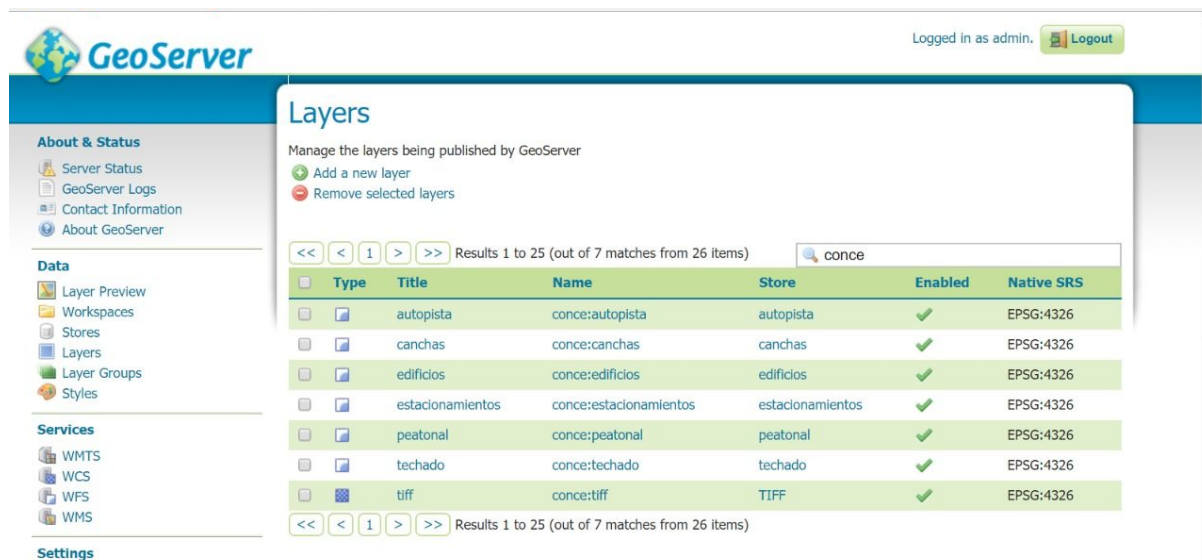 GeoServer
Logged in as admin. Logout
About & Status
Server Status
GeoServer Logs
Contact Information
About GeoServer
Data
Layer Preview
Workspaces
Stores
Layers
Layer Groups
Styles
Services
WMTS
WCS
WFS
WMS
Settings
Layers
Manage the layers being published by GeoServer
Add a new layer
Remove selected layers
<< < 1 > >> Results 1 to 25 (out of 7 matches from 26 items) conce
Type Title Name Store Enabled Native SRS
autopista conce:autopista autopista EPSG:4326
canchas conce:canchas canchas EPSG:4326
edificios conce:edificios edificios EPSG:4326
estacionamientos conce:estacionamientos estacionamientos EPSG:4326
peatonal conce:peatonal peatonal EPSG:4326
techado conce:techado techado EPSG:4326
tiff conce:tiff TIFF EPSG:4326
<< < 1 > >> Results 1 to 25 (out of 7 matches from 26 items)